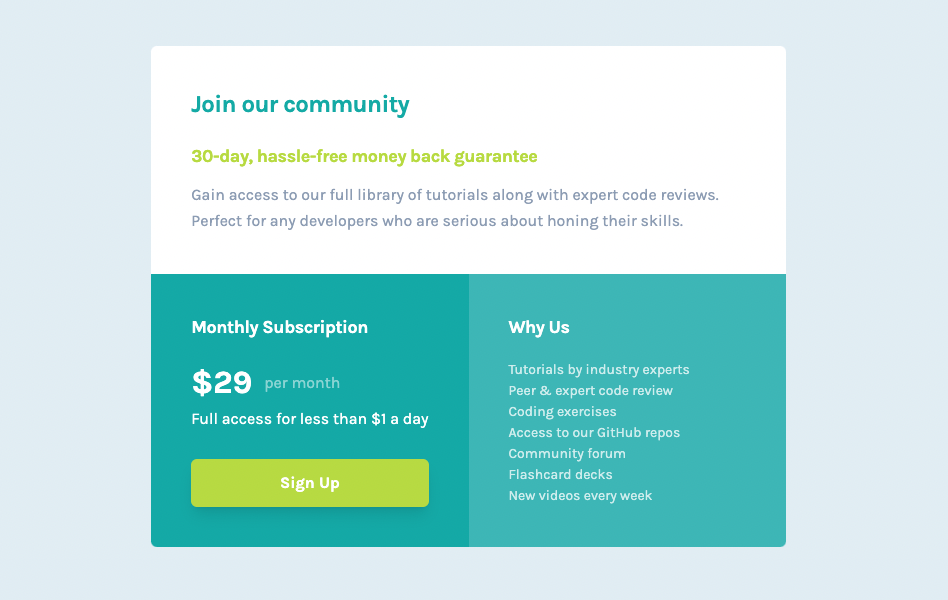 Join our community
30-day, hassle-free money back guarantee
Gain access to our full library of tutorials along with expert code reviews.
Perfect for any developers who are serious about honing their skills.
Monthly Subscription
$29 per month
Full access for less than $1 a day
Sign Up
Why Us
Tutorials by industry experts
Peer & expert code review
Coding exercises
Access to our GitHub repos
Community forum
Flashcard decks
New videos every week